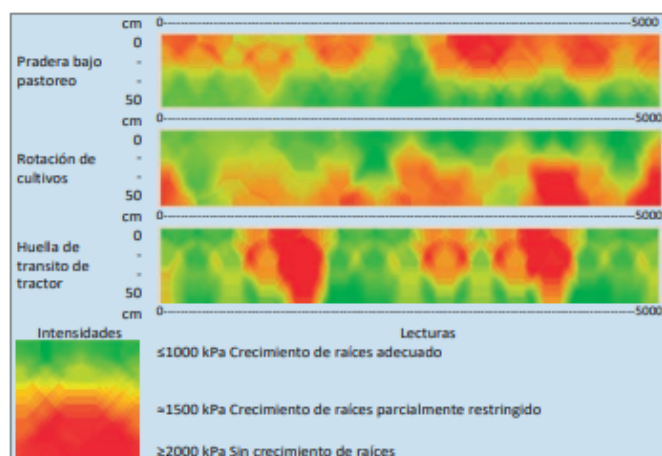 cm 0-----5000
0
Pradera bajo -
pastoreo -
50
cm 0-----5000
0
Rotación de -
cultivos -
50
cm 0-----5000
0
Huella de -
transito de -
tractor
50
cm 0-----5000
Intensidades Lecturas
≤1000 kPa Crecimiento de raíces adecuado
≈1500 kPa Crecimiento de raíces parcialmente restringido
≥2000 kPa Sin crecimiento de raíces